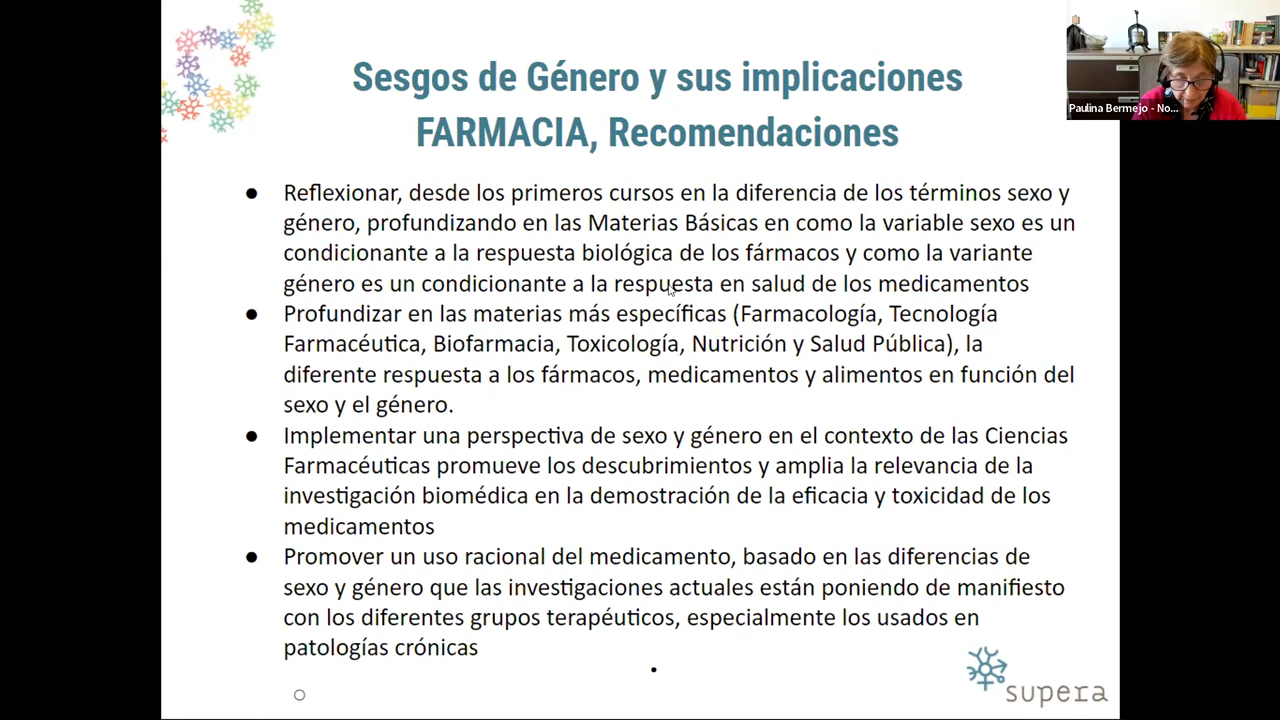 Sesgos de Género y sus implicaciones
FARMACIA, Recomendaciones
Paulina Bermejo - No...
● Reflexionar, desde los primeros cursos en la diferencia de los términos sexo y
género, profundizando en las Materias Básicas en como la variable sexo es un
condicionante a la respuesta biológica de los fármacos y como la variante
género es un condicionante a la respuesta en salud de los medicamentos
● Profundizar en las materias más específicas (Farmacología, Tecnología
Farmacéutica, Biofarmacia, Toxicología, Nutrición y Salud Pública), la
diferente respuesta a los fármacos, medicamentos y alimentos en función del
sexo y el género.
● Implementar una perspectiva de sexo y género en el contexto de las Ciencias
Farmacéuticas promueve los descubrimientos y amplia la relevancia de la
investigación biomédica en la demostración de la eficacia y toxicidad de los
medicamentos
● Promover un uso racional del medicamento, basado en las diferencias de
sexo y género que las investigaciones actuales están poniendo de manifiesto
con los diferentes grupos terapéuticos, especialmente los usados en
patologías crónicas
supera